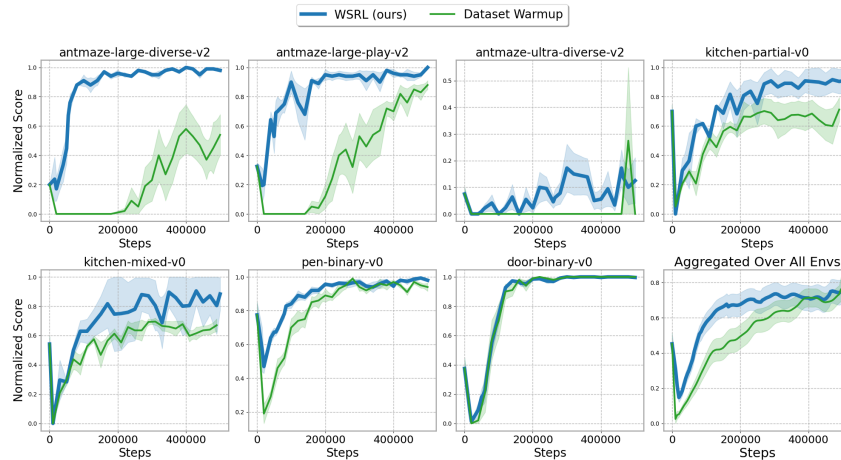 WSRL (ours) Dataset Warmup
antmaze-large-diverse-v2 antmaze-large-play-v2 antmaze-ultra-diverse-v2 kitchen-partial-v0
Normalized Score
1.0 0.8 0.6 0.4 0.2 0.0
1.0 0.8 0.6 0.4 0.2 0.0
0.5 0.4 0.3 0.2 0.1 0.0
1.0 0.8 0.6 0.4 0.2 0.0
0 200000 400000 0 200000 400000 0 200000 400000 0 200000 400000
Steps Steps Steps Steps
kitchen-mixed-v0 pen-binary-v0 door-binary-v0 Aggregated Over All Envs
Normalized Score
1.0 0.8 0.6 0.4 0.2 0.0
1.0 0.8 0.6 0.4 0.2
1.0 0.8 0.6 0.4 0.2 0.0
0.8 0.6 0.4 0.2 0.0
0 200000 400000 0 200000 400000 0 200000 400000 0 200000 400000
Steps Steps Steps Steps